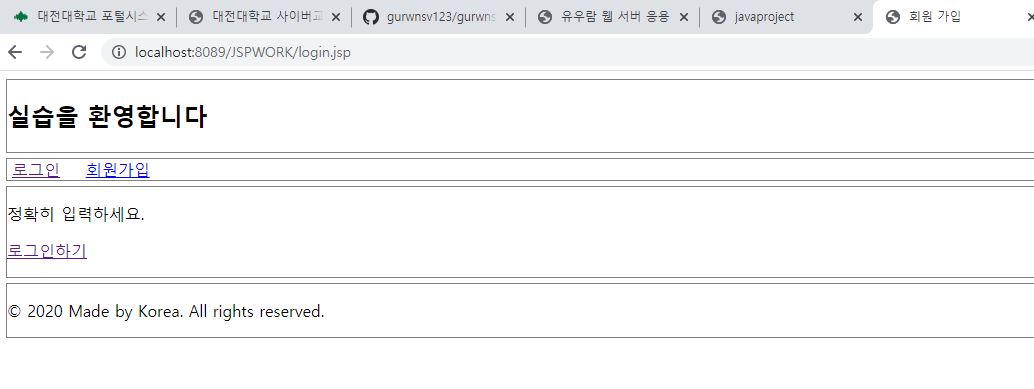 대전대학교 포털시스
대전대학교 사이버교
gurwnsv123/gurwns
유우람 웹 서버 응용
javaproject
회원 가입
localhost:8089/JSPWORK/login.jsp
실습을 환영합니다
로그인 회원가입
정확히 입력하세요.
로그인하기
© 2020 Made by Korea. All rights reserved.